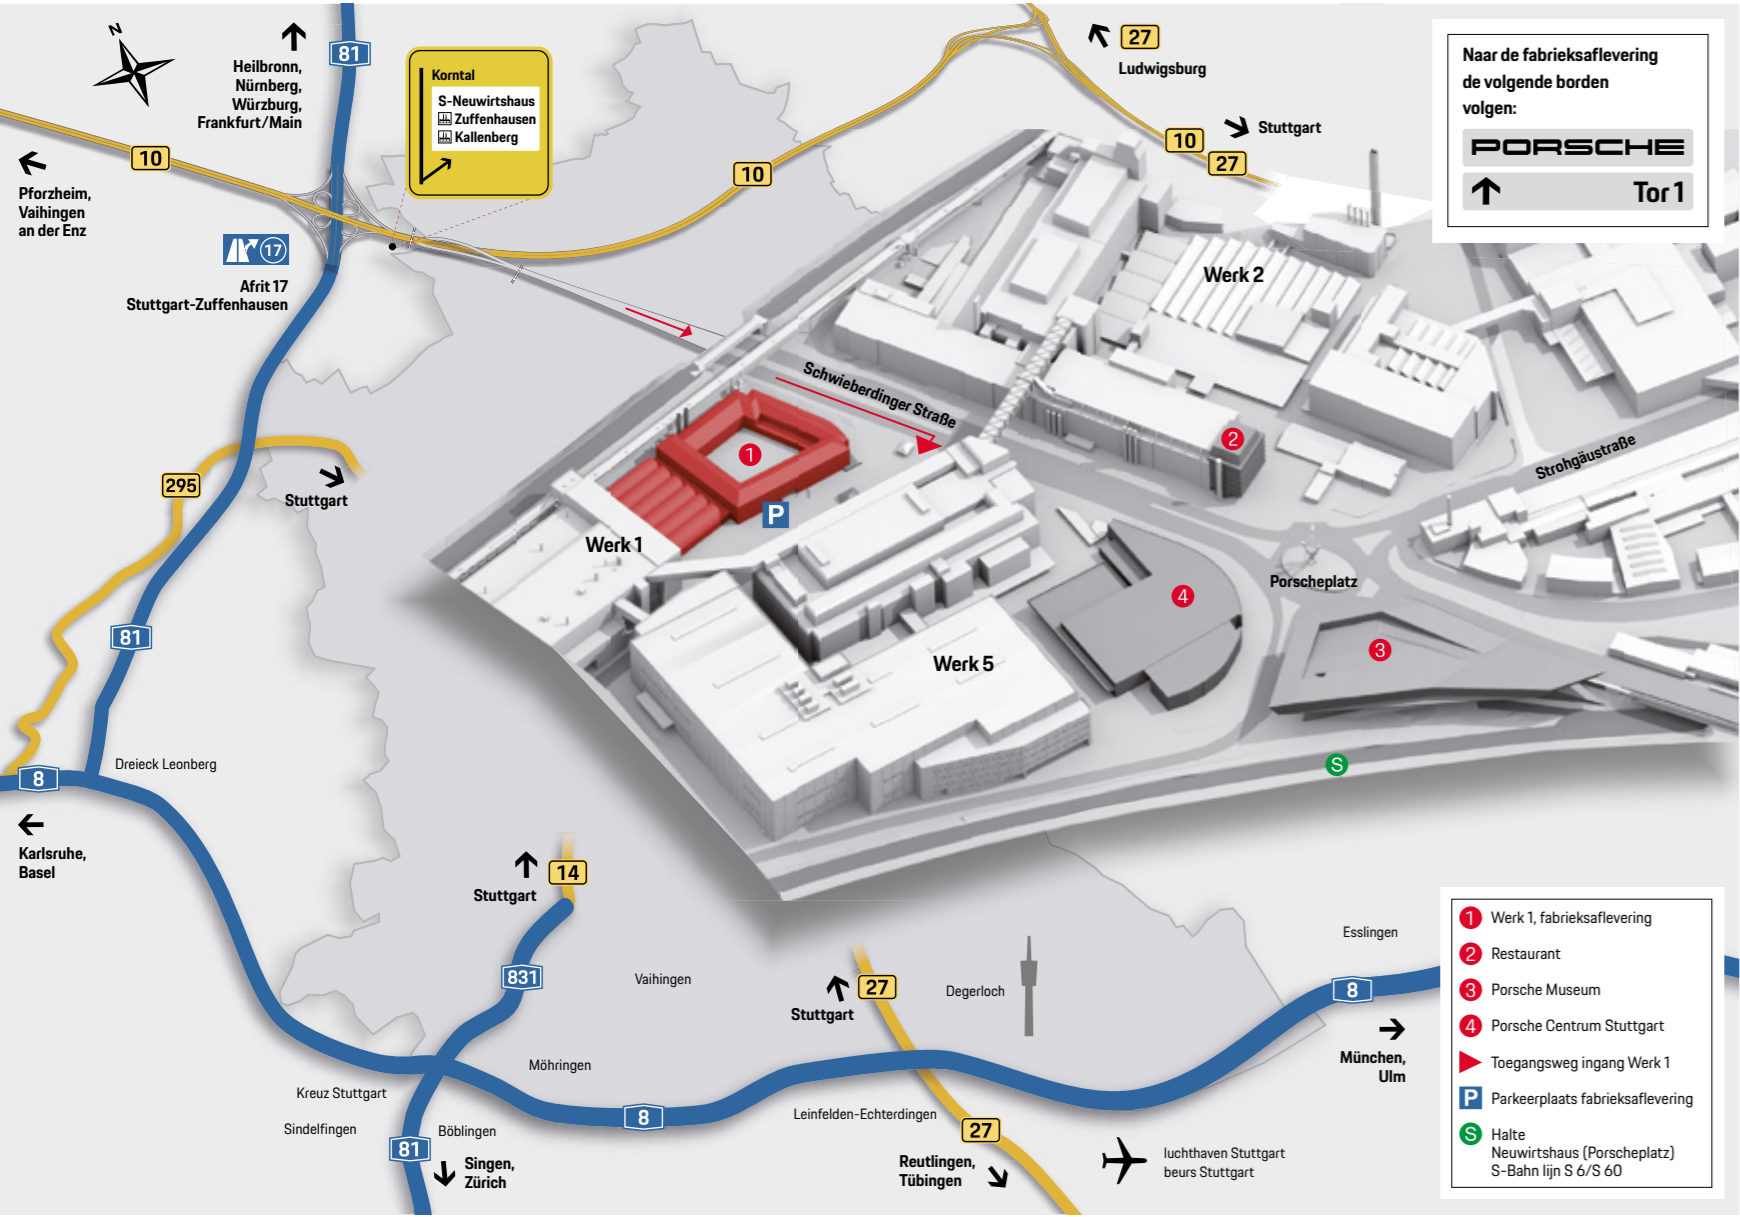 N
81
Heilbronn,
Nürnberg,
Würzburg,
Frankfurt/Main
Korntal
S-Neuwirtshaus
Zuffenhausen
Kallenberg
27
Ludwigsburg
10
27
Stuttgart
Naar de fabrieksaflevering
de volgende borden
volgen:
PORSCHE
Tor 1
10
Pforzheim,
Vaihingen
an der Enz
10
17
Afrit 17
Stuttgart-Zuffenhausen
Werk 2
Schwieberdinger Straße
1
2
Strohgäustraße
295
Stuttgart
P
Werk 1
Porscheplatz
4
3
Werk 5
81
S
Dreieck Leonberg
8
Karlsruhe,
Basel
14
Stuttgart
831
Vaihingen
27
Stuttgart
Degerloch
Esslingen
8
München,
Ulm
Möhringen
Kreuz Stuttgart
Sindelfingen
Böblingen
81
Singen,
Zürich
8
Leinfelden-Echterdingen
27
Reutlingen,
Tübingen
luchthaven Stuttgart
beurs Stuttgart
1 Werk 1, fabrieksaflevering
2 Restaurant
3 Porsche Museum
4 Porsche Centrum Stuttgart
Toegangsweg ingang Werk 1
P Parkeerplaats fabrieksaflevering
S Halte
Neuwirtshaus (Porscheplatz)
S-Bahn lijn S 6/S 60